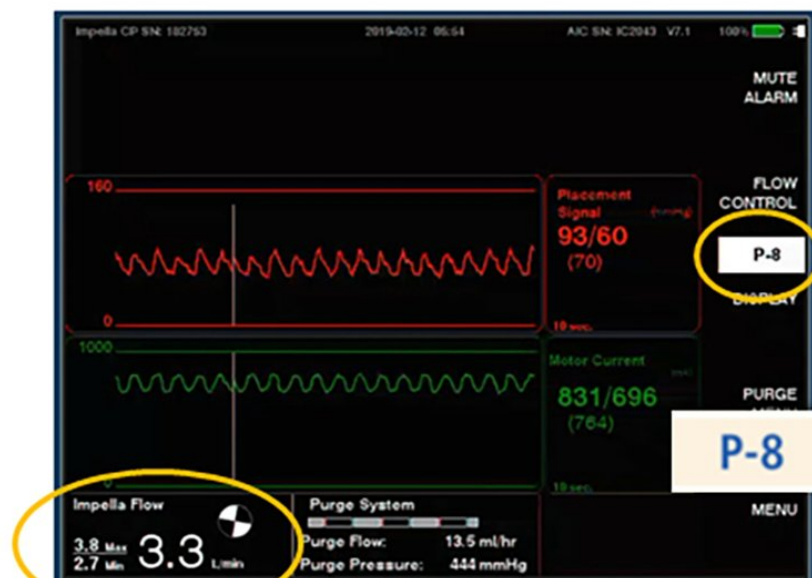 Impella CP SN: 182753 2019-02-12 05:54 AIC SN: IC2043 V7.1 100%
MUTE
ALARM
160
0
Placement
Signal (mmHg)
93/60
(70)
10 sec.
FLOW
CONTROL
P-8
DISPLAY
1000
0
Motor Current
831/696
(764)
10 sec.
PURGE
P-8
Impella Flow
3.8 Max
2.7 Min
3.3 L/min
Purge System
Purge Flow: 13.5 ml/hr
Purge Pressure: 444 mmHg
MENU